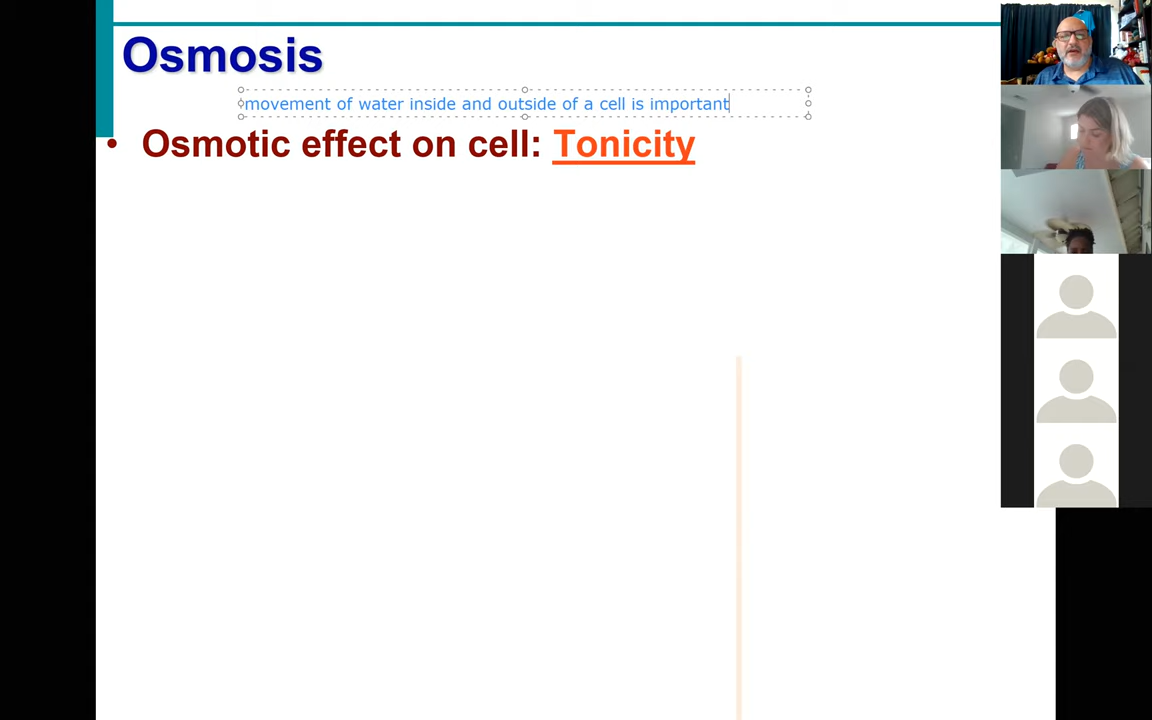 Osmosis
movement of water inside and outside of a cell is important
• Osmotic effect on cell: Tonicity